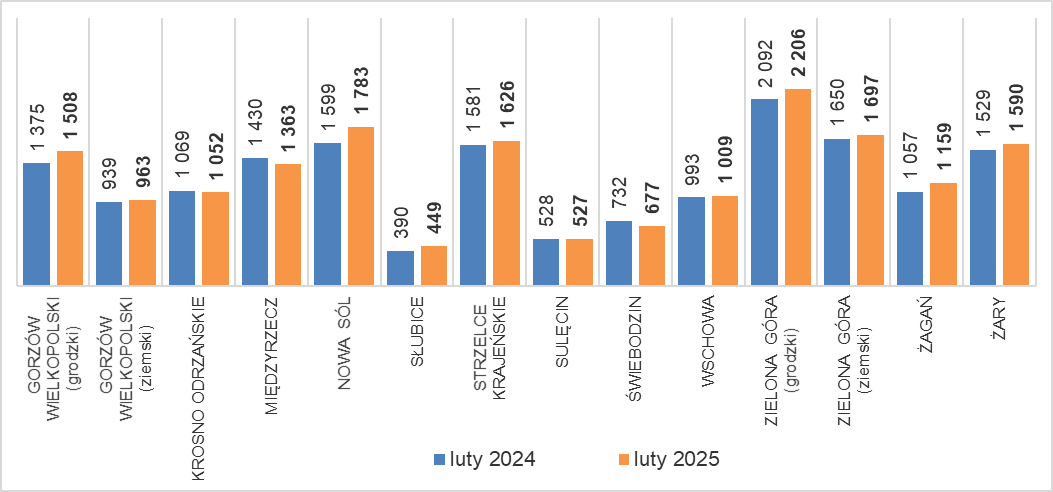 1 375
1 508
939
963
1 069
1 052
1 430
1 363
1 599
1 783
390
449
1 581
1 626
528
527
732
677
993
1 009
2 092
2 206
1 650
1 697
1 057
1 159
1 529
1 590
GORZÓW
WIELKOPOLSKI
(grodzki)
GORZÓW
WIELKOPOLSKI
(ziemski)
KROSNO ODRZAŃSKIE
MIĘDZYRZECZ
NOWA SÓL
SŁUBICE
STRZELCE
KRAJEŃSKIE
SULĘCIN
ŚWIEBODZIN
WSCHOWA
ZIELONA GÓRA
(grodzki)
ZIELONA GÓRA
(ziemski)
ŻAGAŃ
ŻARY
luty 2024
luty 2025